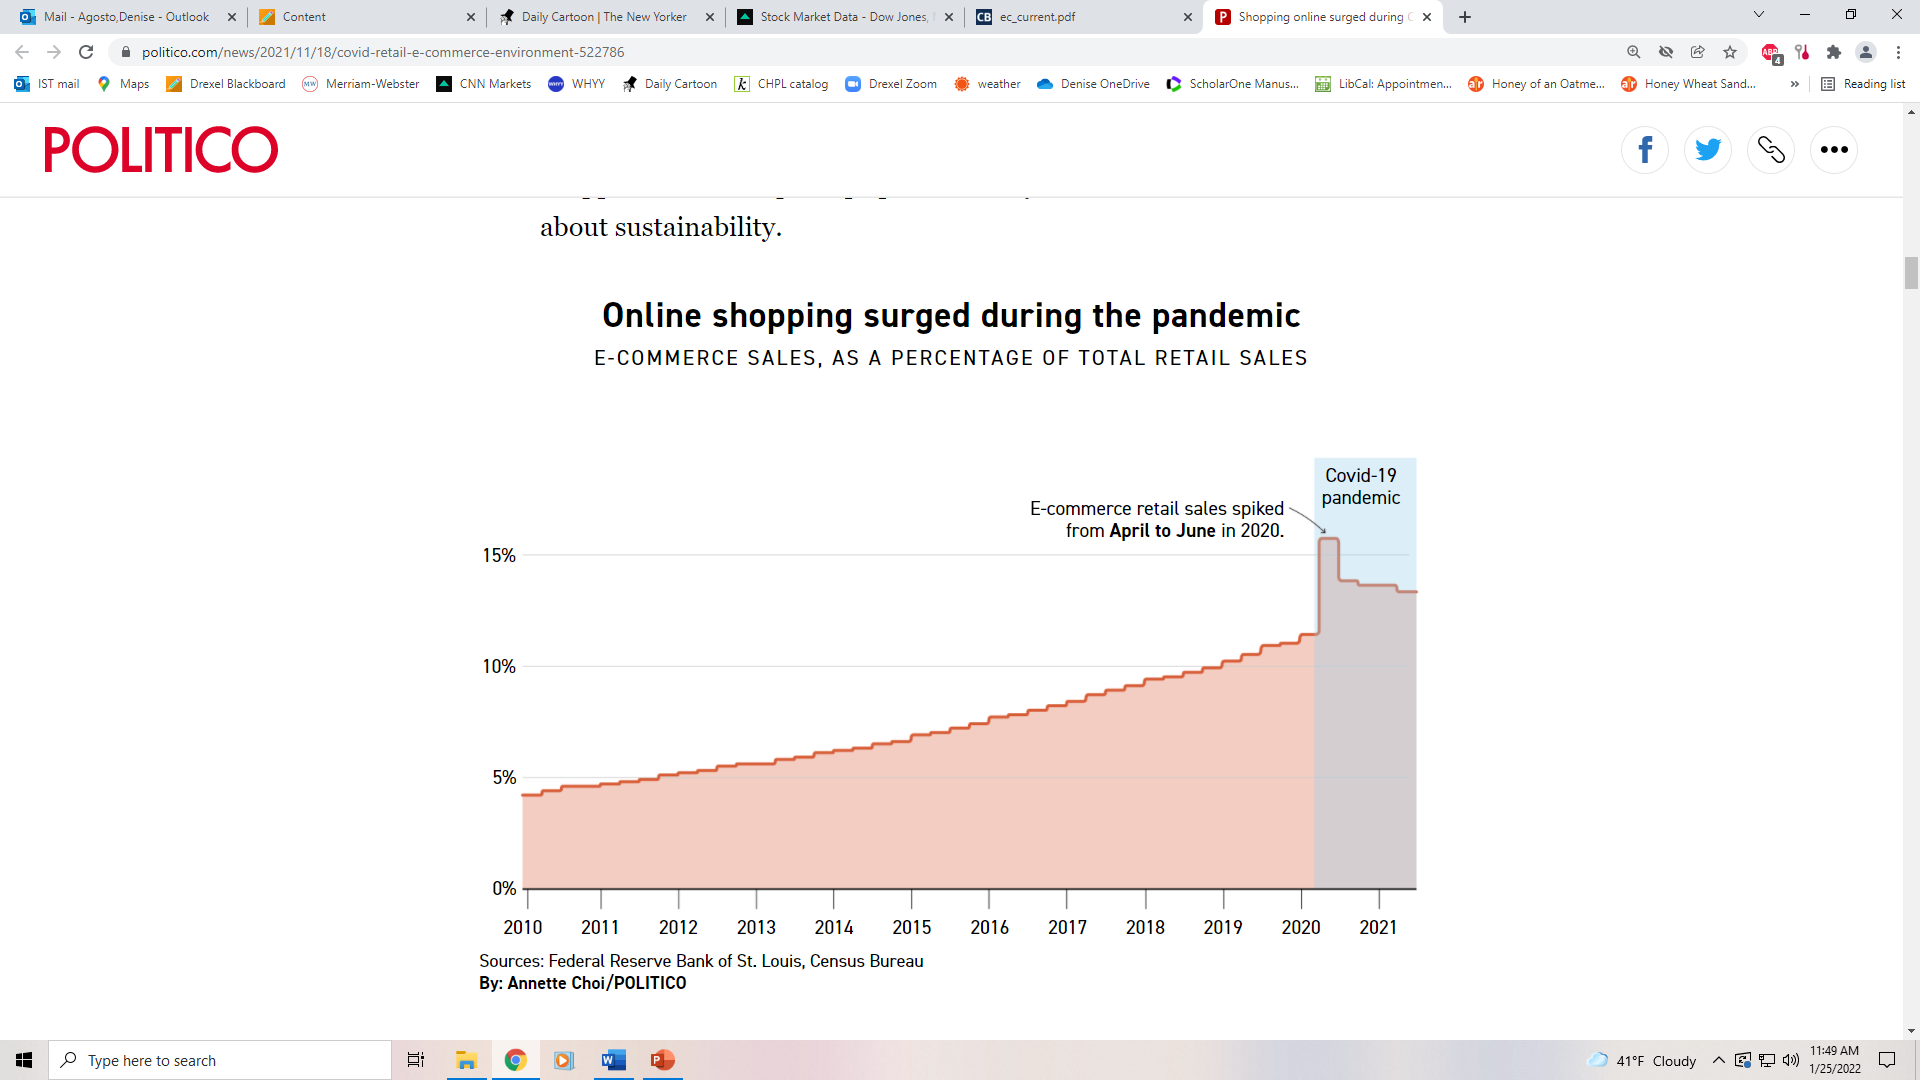 Mail - Agosto,Denise - Outlook
Content
Daily Cartoon | The New Yorker
Stock Market Data - Dow Jones,
ec_current.pdf
Shopping online surged during
politico.com/news/2021/11/18/covid-retail-e-commerce-environment-522786
ABP
4
IST mail
Maps
Drexel Blackboard
Merriam-Webster
CNN Markets
WHYY
Daily Cartoon
CHPL catalog
Drexel Zoom
weather
Denise OneDrive
ScholarOne Manus...
LibCal: Appointmen...
Honey of an Oatme...
Honey Wheat Sand...
»
Reading list
POLITICO
about sustainability.
Online shopping surged during the pandemic
E-COMMERCE SALES, AS A PERCENTAGE OF TOTAL RETAIL SALES
Covid-19
pandemic
E-commerce retail sales spiked
from April to June in 2020.
15%
10%
5%
0%
2010 2011 2012 2013 2014 2015 2016 2017 2018 2019 2020 2021
Sources: Federal Reserve Bank of St. Louis, Census Bureau
By: Annette Choi/POLITICO
Type here to search
41°F Cloudy
11:49 AM
1/25/2022